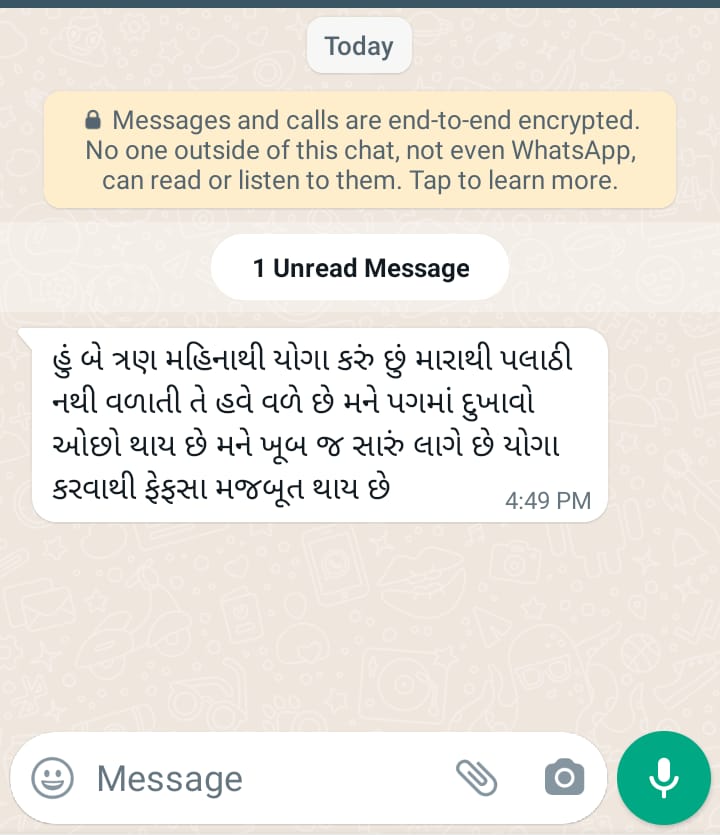 Today
Messages and calls are end-to-end encrypted.
No one outside of this chat, not even WhatsApp,
can read or listen to them. Tap to learn more.
1 Unread Message
હું બે ત્રણ મહિનાથી યોગા કરું છું મારાથી પલાઠી
નથી વળાતી તે હવે વળે છે મને પગમાં દુખાવો
ઓછો થાય છે મને ખૂબ જ સારું લાગે છે યોગા
કરવાથી ફેફસા મજબૂત થાય છે
4:49 PM
Message